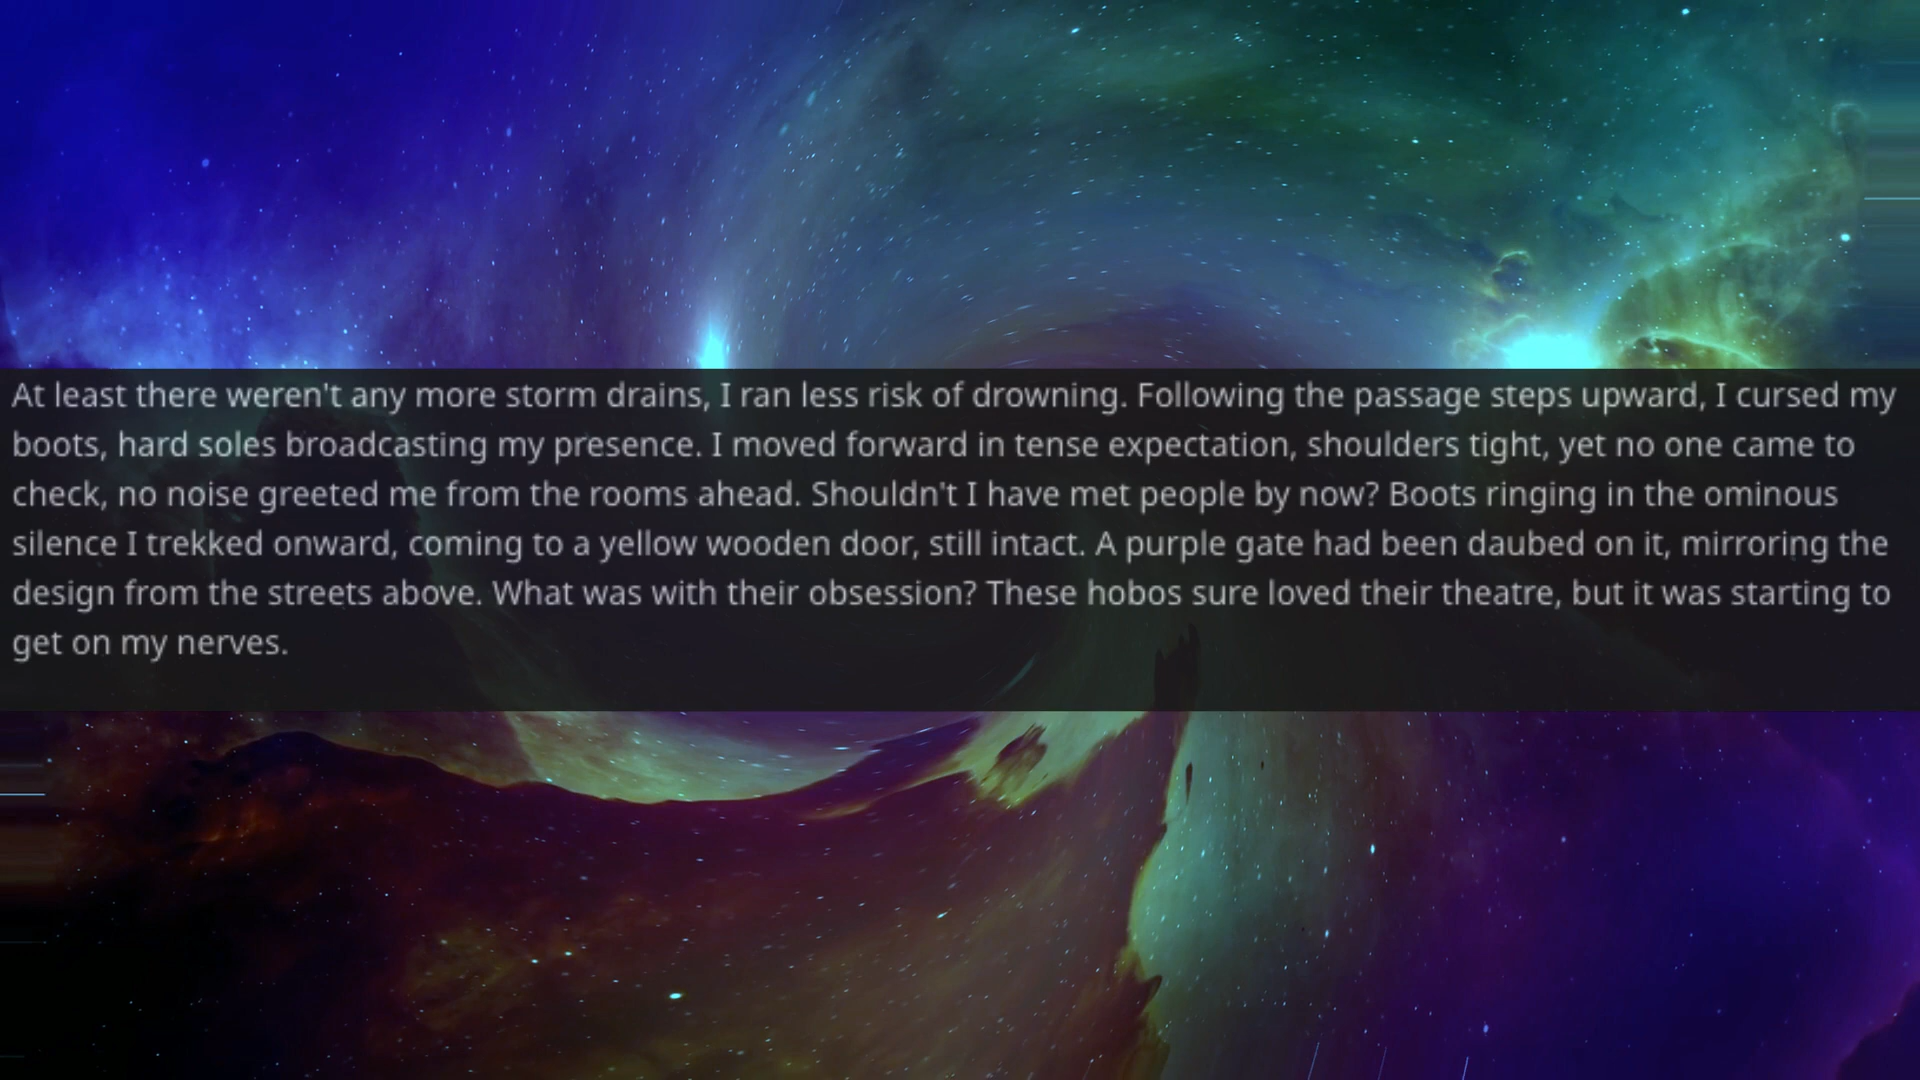 At least there weren't any more storm drains, I ran less risk of drowning. Following the passage steps upward, I cursed my
boots, hard soles broadcasting my presence. I moved forward in tense expectation, shoulders tight, yet no one came to
check, no noise greeted me from the rooms ahead. Shouldn't I have met people by now? Boots ringing in the ominous
silence I trekked onward, coming to a yellow wooden door, still intact. A purple gate had been daubed on it, mirroring the
design from the streets above. What was with their obsession? These hobos sure loved their theatre, but it was starting to
get on my nerves.